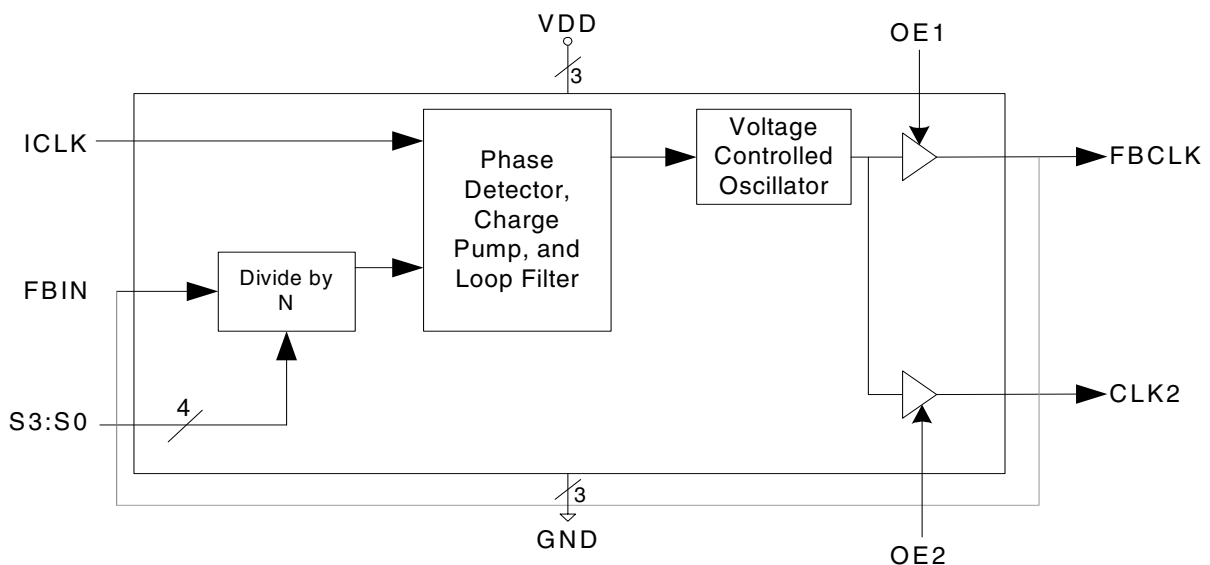 VDD
OE1
3
ICLK
Phase
Detector,
Charge
Pump, and
Loop Filter
Voltage
Controlled
Oscillator
FBCLK
FBIN
Divide by
N
S3:S0
4
CLK2
3
GND
OE2